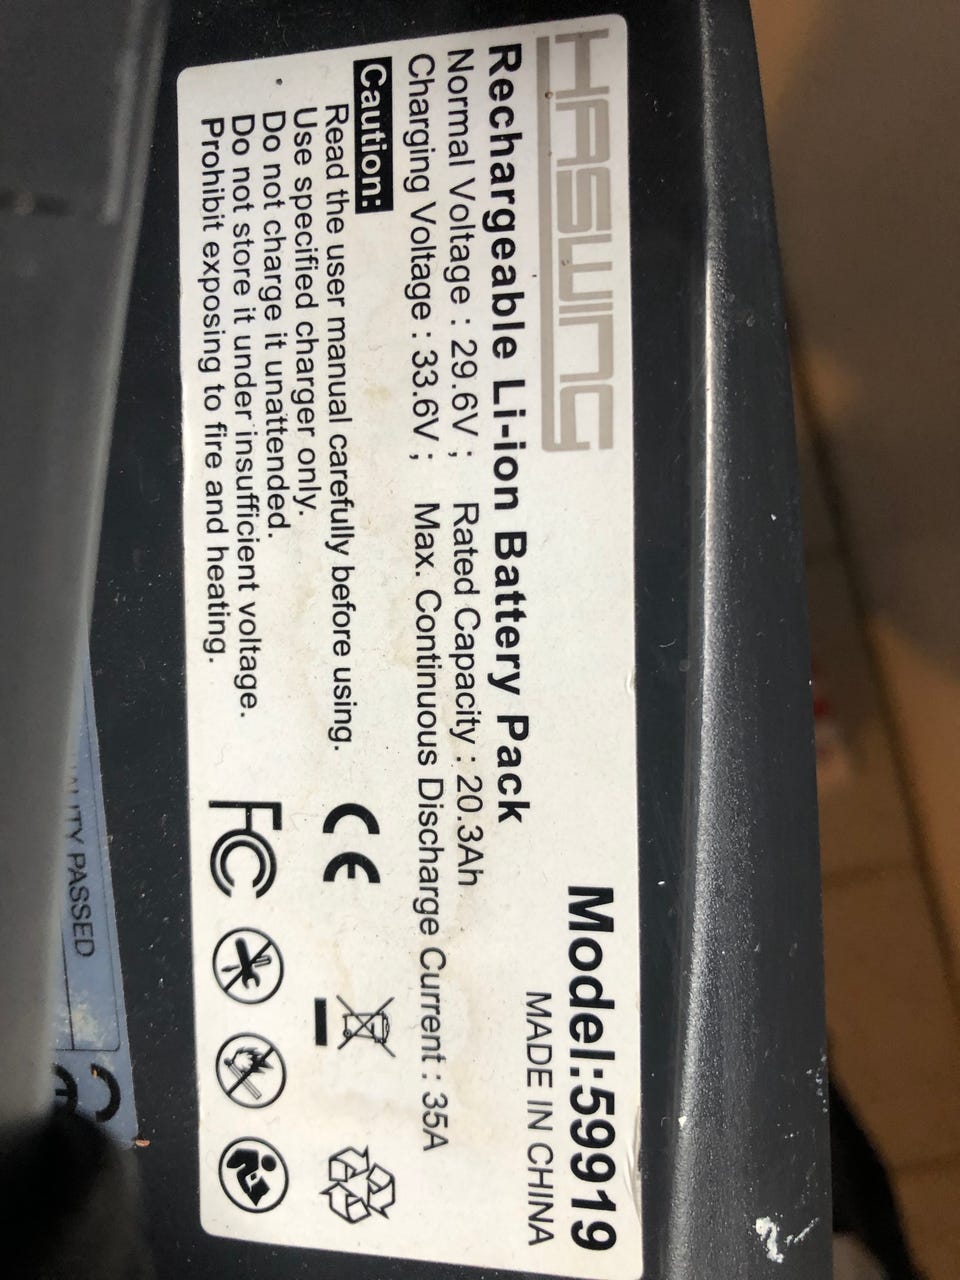 HASWING
Model:59919
MADE IN CHINA
Rechargeable Li-ion Battery Pack
Normal Voltage : 29.6V ; Rated Capacity : 20.3Ah
Charging Voltage : 33.6V ; Max. Continuous Discharge Current : 35A
Caution:
Read the user manual carefully before using.
Use specified charger only.
Do not charge it unattended.
Do not store it under insufficient voltage.
Prohibit exposing to fire and heating.
CE
FC
PASSED